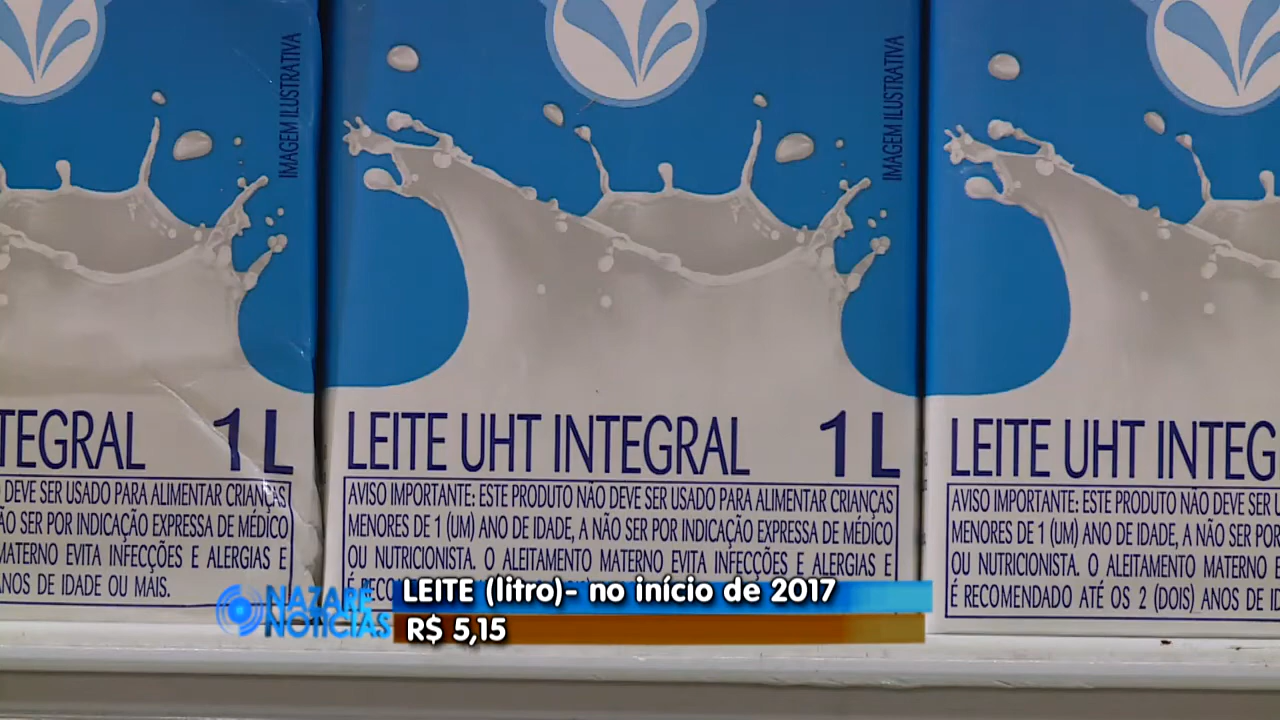 IMAGEM ILUSTRATIVA
IMAGEM ILUSTRATIVA
TEGRAL 1L
DEVE SER USADO PARA ALIMENTAR CRIANÇAS
ÃO SER POR INDICAÇÃO EXPRESSA DE MÉDICO
MATERNO EVITA INFECÇÕES E ALERGIAS E
ANOS DE IDADE OU MAIS.
LEITE UHT INTEGRAL 1L
AVISO IMPORTANTE: ESTE PRODUTO NÃO DEVE SER USADO PARA ALIMENTAR CRIANÇAS
MENORES DE 1 (UM) ANO DE IDADE, A NÃO SER POR INDICAÇÃO EXPRESSA DE MÉDICO
OU NUTRICIONISTA. O ALEITAMENTO MATERNO EVITA INFECÇÕES E ALERGIAS E
É RECO
LEITE UHT INTEG
AVISO IMPORTANTE: ESTE PRODUTO NÃO DEVE SER
MENORES DE 1 (UM) ANO DE IDADE, A NÃO SER POR
OU NUTRICIONISTA. O ALEITAMENTO MATERNO E
É RECOMENDADO ATÉ OS 2 (DOIS) ANOS DE ID
NAZARÉ
NOTÍCIAS
LEITE (litro)- no início de 2017
R$ 5,15